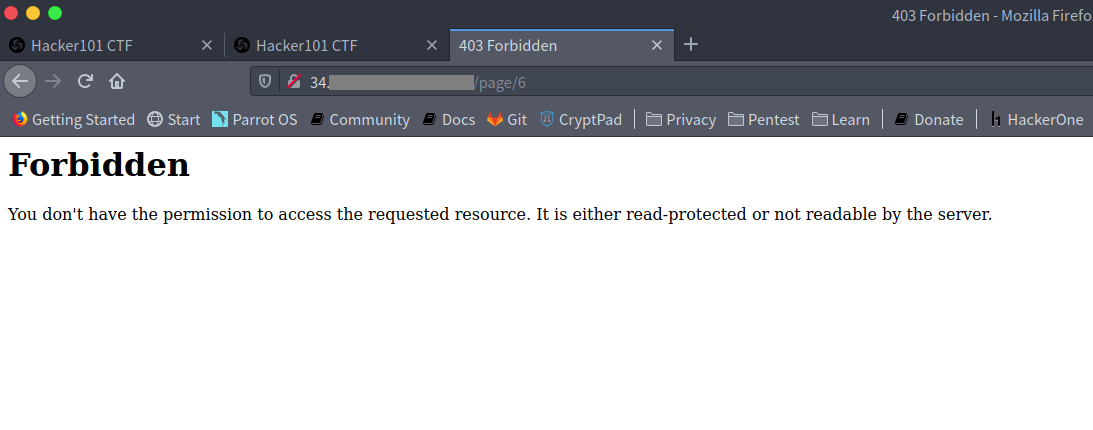 403 Forbidden - Mozilla Firefo
Hacker101 CTF
Hacker101 CTF
403 Forbidden
34. /page/6
Getting Started Start Parrot OS Community Docs Git CryptPad Privacy Pentest Learn Donate HackerOne
Forbidden
You don't have the permission to access the requested resource. It is either read-protected or not readable by the server.